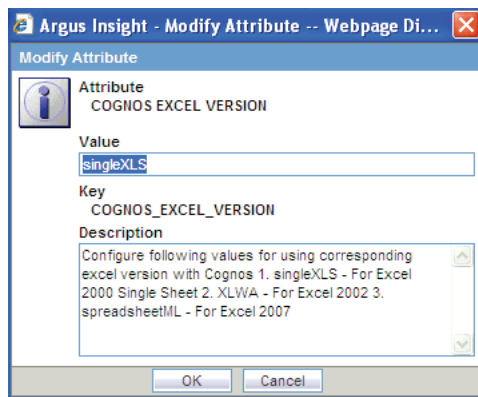 Argus Insight - Modify Attribute -- Webpage Di...
Modify Attribute
Attribute
COGNOS EXCEL VERSION
Value
singleXLS
Key
COGNOS_EXCEL_VERSION
Description
Configure following values for using corresponding
excel version with Cognos 1. singleXLS - For Excel
2000 Single Sheet 2. XLWA - For Excel 2002 3.
spreadsheetML - For Excel 2007
OK Cancel